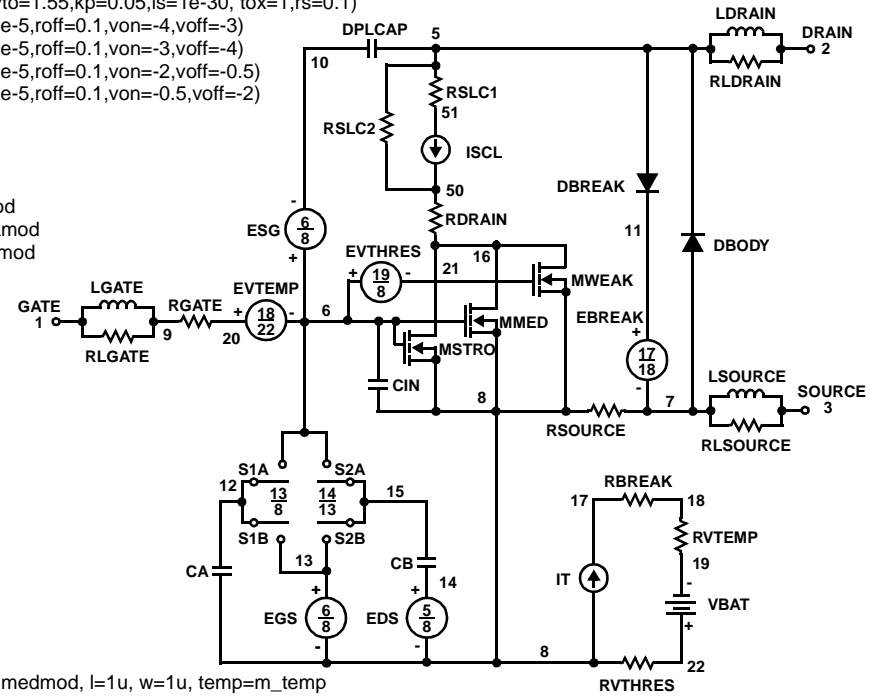 vto=1.55,kp=0.05,is=1e-30, tox=1,rs=0.1)
e-5,roff=0.1,von=-4,voff=-3)
e-5,roff=0.1,von=-3,voff=-4)
e-5,roff=0.1,von=-2,voff=-0.5)
e-5,roff=0.1,von=-0.5,voff=-2)
LDRAIN
DPLCAP 5 DRAIN
10 2
RLDRAIN
RSLC1
51
RSLC2
ISCL
DBREAK
50
od
kmod
mod
ESG 6 8
- +
RDRAIN
11
DBODY
EVTHRES
16
21
+ 19 8 -
MWEAK
LGATE
EVTEMP
GATE
1
RGATE
+ 18 22 -
6
MMED
EBREAK
+
9
20
RLGATE
MSTRO
17 18
-
CIN
LSOURCE
8
7
SOURCE
3
RSOURCE
RLSOURCE
S1A S2A
12 13 8 14 13 15
S1B S2B
RBREAK
17 18
RVTEMP
13
CA
CB
19
IT
-
14
VBAT
+ +
EGS 6 8
EDS 5 8
+
- -
8
22
RVTHRES
medmod, l=1u, w=1u, temp=m_temp